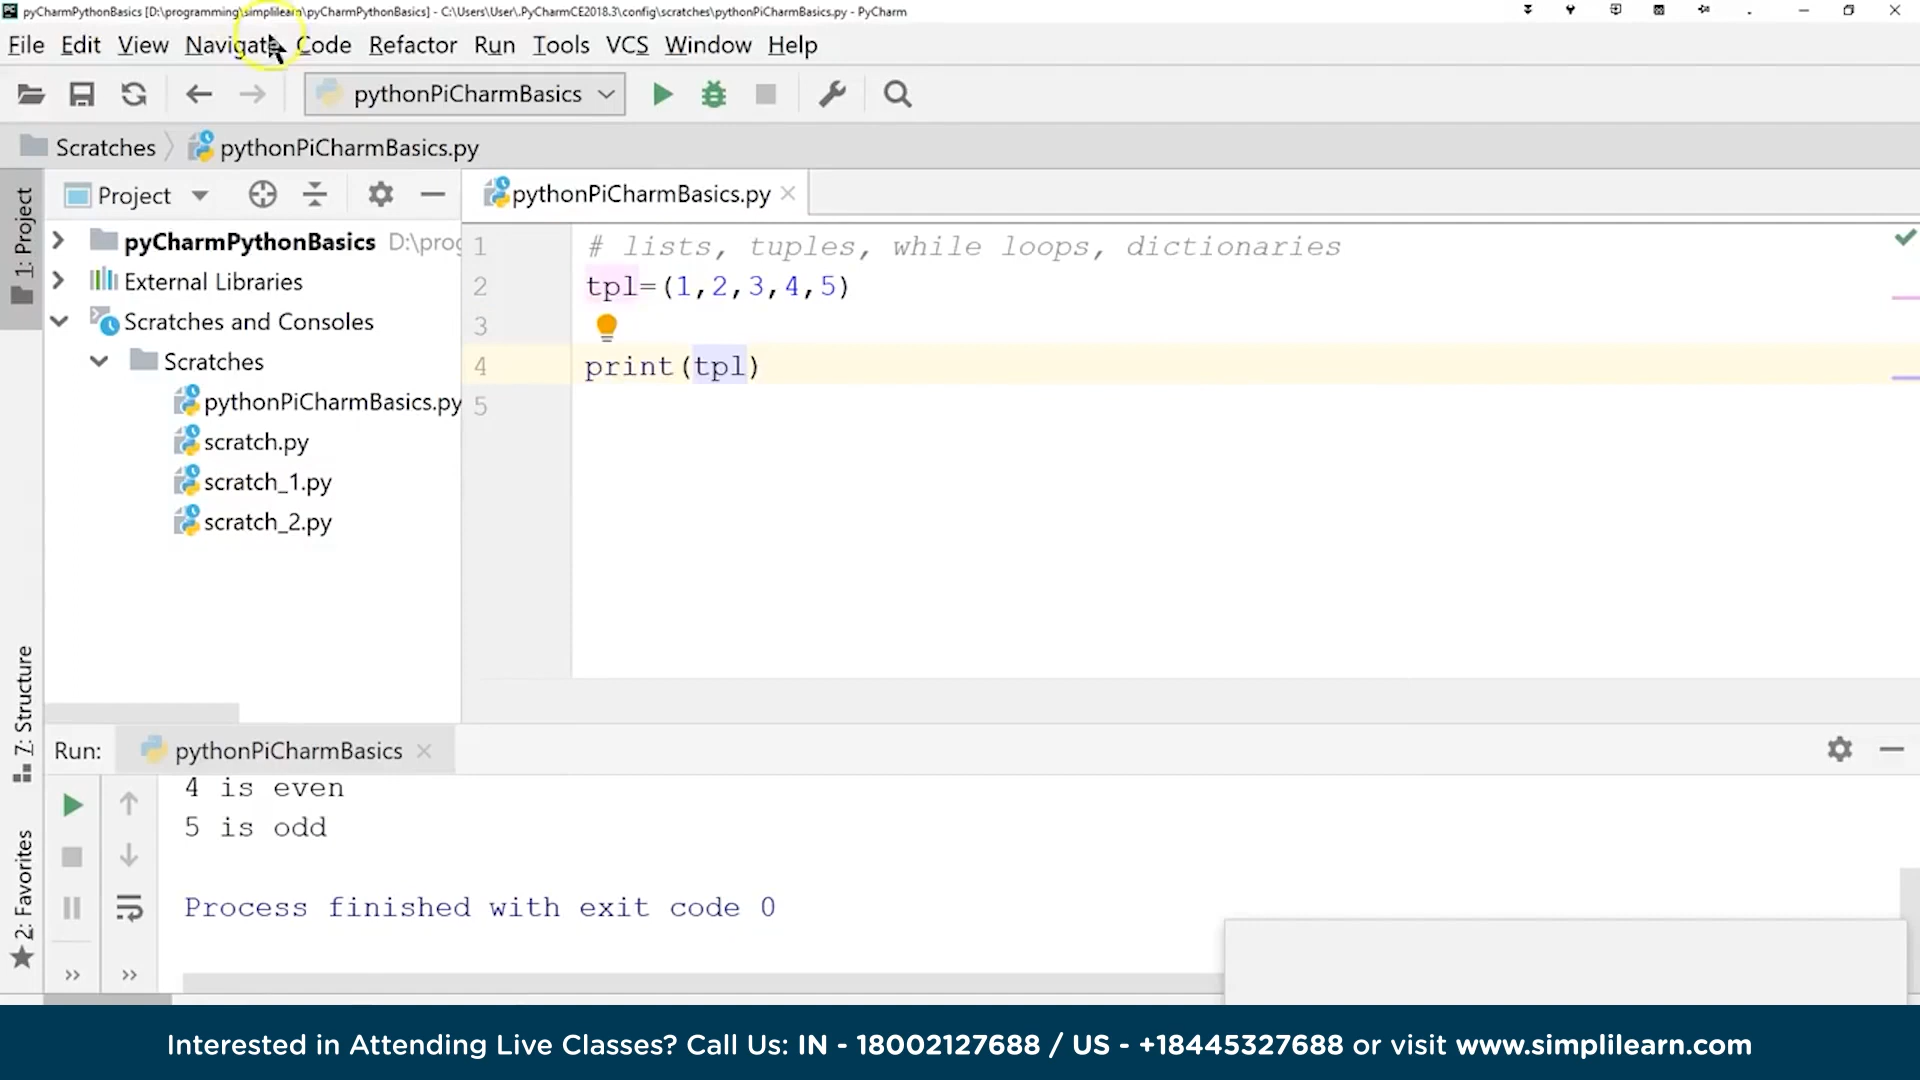 pyCharmPythonBasics [D:\programming\simplilearn\pyCharmPythonBasics] - C:\Users\User\.PyCharmCE2018.3\config\scratches\pythonPiCharmBasics.py - PyCharm
File Edit View Navigate Code Refactor Run Tools VCS Window Help
pythonPiCharmBasics
Scratches pythonPiCharmBasics.py
1: Project
Project
pythonPiCharmBasics.py
pyCharmPythonBasics D:\prog
External Libraries
Scratches and Consoles
Scratches
pythonPiCharmBasics.py
scratch.py
scratch_1.py
scratch_2.py
1 # lists, tuples, while loops, dictionaries
2 tpl=(1,2,3,4,5)
3
4 print(tpl)
5
7: Structure
2: Favorites
Run: pythonPiCharmBasics
4 is even
5 is odd
Process finished with exit code 0
Interested in Attending Live Classes? Call Us: IN - 18002127688 / US - +18445327688 or visit www.simplilearn.com